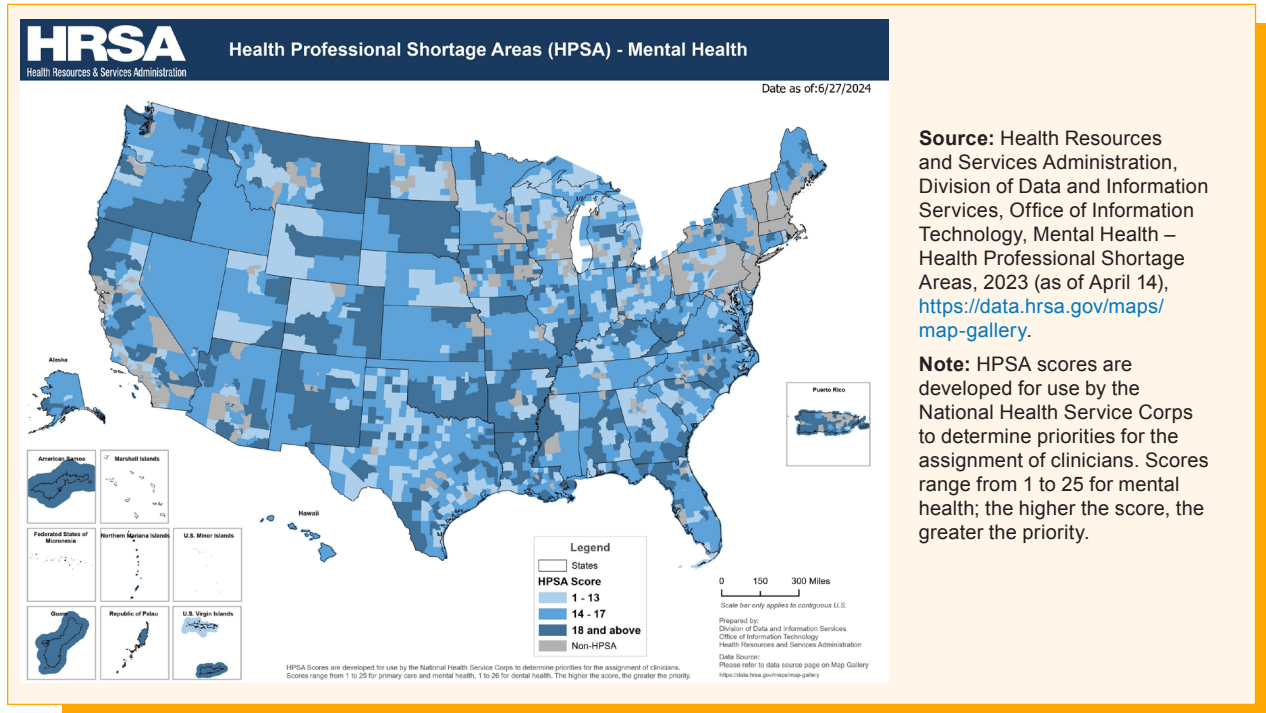 HRSA
Health Resources & Services Administration
Health Professional Shortage Areas (HPSA) - Mental Health
Date as of:6/27/2024
Alaska
American Samoa
Marshall Islands
Federated States of
Micronesia
Northern Mariana Islands
U.S. Minor Islands
Guam
Republic of Palau
U.S. Virgin Islands
Hawaii
Puerto Rico
Legend
States
HPSA Score
1 - 13
14 - 17
18 and above
Non-HPSA
0 150 300 Miles
Scale bar only applies to contiguous U.S.
Prepared by:
Division of Data and Information Services
Office of Information Technology
Health Resources and Services Administration
Data Source:
Please refer to data source page on Map Gallery
https://data.hrsa.gov/maps/map-gallery
HPSA Scores are developed for use by the National Health Service Corps to determine priorities for the assignment of clinicians.
Scores range from 1 to 25 for primary care and mental health, 1 to 26 for dental health. The higher the score, the greater the priority.
Source: Health Resources
and Services Administration,
Division of Data and Information
Services, Office of Information
Technology, Mental Health –
Health Professional Shortage
Areas, 2023 (as of April 14),
https://data.hrsa.gov/maps/
map-gallery.
Note: HPSA scores are
developed for use by the
National Health Service Corps
to determine priorities for the
assignment of clinicians. Scores
range from 1 to 25 for mental
health; the higher the score, the
greater the priority.